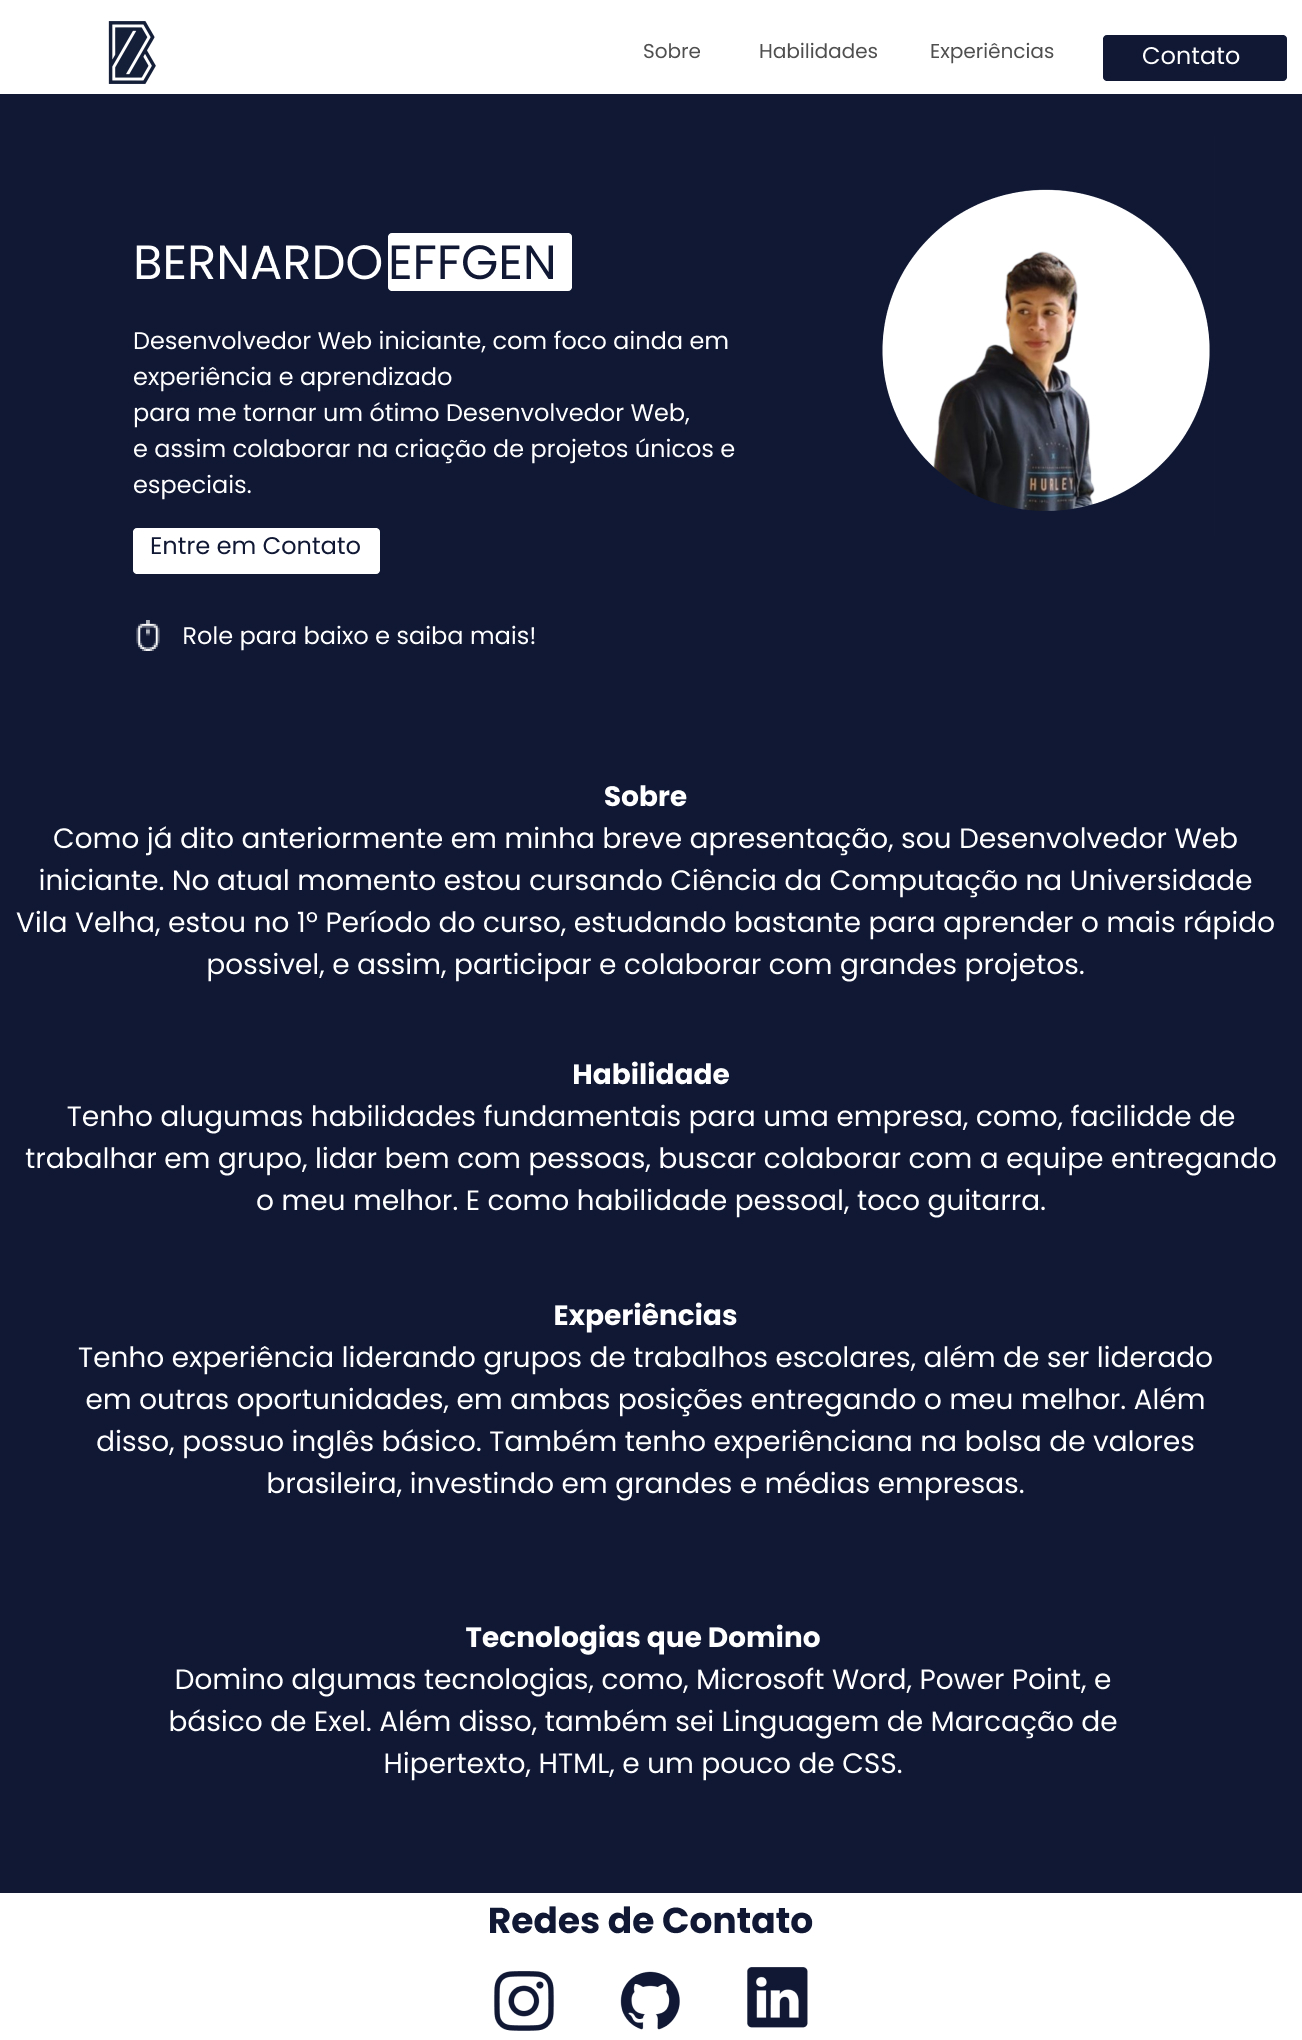 Sobre Habilidades Experiências Contato
BERNARDO EFFGEN
Desenvolvedor Web iniciante, com foco ainda em
experiência e aprendizado
para me tornar um ótimo Desenvolvedor Web,
e assim colaborar na criação de projetos únicos e
especiais.
HURLEY
Entre em Contato
Role para baixo e saiba mais!
Sobre
Como já dito anteriormente em minha breve apresentação, sou Desenvolvedor Web
iniciante. No atual momento estou cursando Ciência da Computação na Universidade
Vila Velha, estou no 1º Período do curso, estudando bastante para aprender o mais rápido
possivel, e assim, participar e colaborar com grandes projetos.
Habilidade
Tenho alugumas habilidades fundamentais para uma empresa, como, facilidde de
trabalhar em grupo, lidar bem com pessoas, buscar colaborar com a equipe entregando
o meu melhor. E como habilidade pessoal, toco guitarra.
Experiências
Tenho experiência liderando grupos de trabalhos escolares, além de ser liderado
em outras oportunidades, em ambas posições entregando o meu melhor. Além
disso, possuo inglês básico. Também tenho experiênciana na bolsa de valores
brasileira, investindo em grandes e médias empresas.
Tecnologias que Domino
Domino algumas tecnologias, como, Microsoft Word, Power Point, e
básico de Exel. Além disso, também sei Linguagem de Marcação de
Hipertexto, HTML, e um pouco de CSS.
Redes de Contato
in